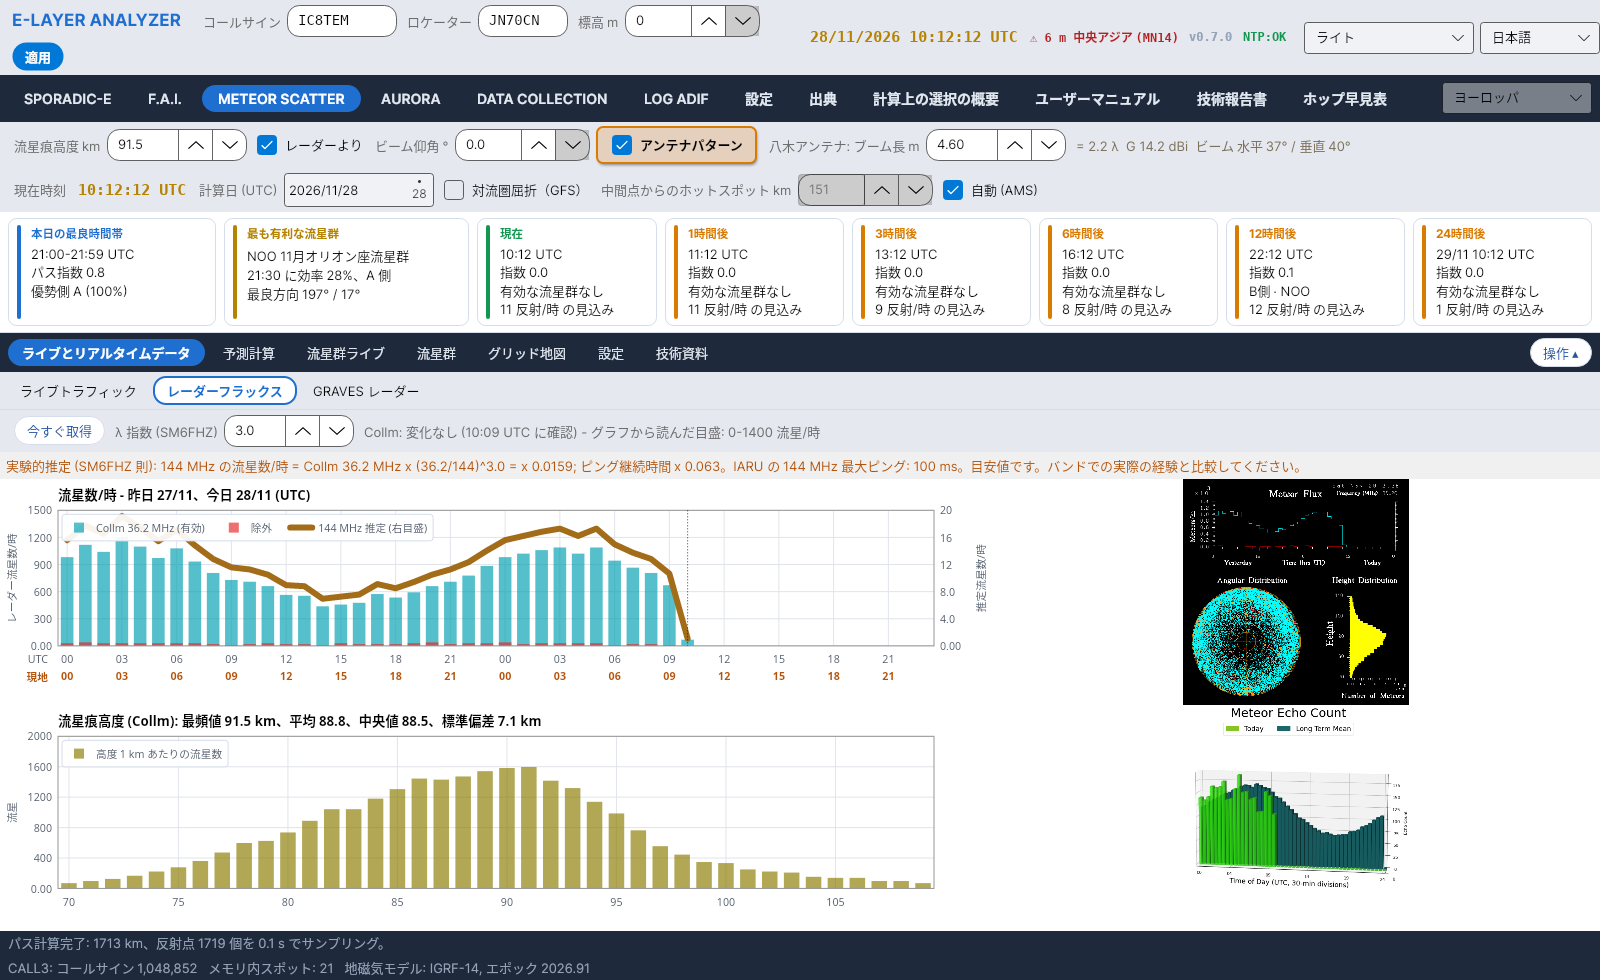 E-LAYER ANALYZER コールサイン IC8TEM ロケーター JN70CN 標高 m 0
適用
28/11/2026 10:12:12 UTC ⚠ 6 m 中央アジア (MN14) v0.7.0 NTP:OK ライト 日本語
SPORADIC-E F.A.I. METEOR SCATTER AURORA DATA COLLECTION LOG ADIF 設定 出典 計算上の選択の概要 ユーザーマニュアル 技術報告書 ホップ早見表 ヨーロッパ
流星痕高度 km 91.5 レーダーより ビーム仰角 ° 0.0 アンテナパターン 八木アンテナ: ブーム長 m 4.60 = 2.2 λ G 14.2 dBi ビーム 水平 37° / 垂直 40°
現在時刻 10:12:12 UTC 計算日 (UTC) 2026/11/28 28 対流圏屈折（GFS） 中間点からのホットスポット km 151 自動 (AMS)
本日の最良時間帯
21:00-21:59 UTC
パス指数 0.8
優勢側 A (100%)
最も有利な流星群
NOO 11月オリオン座流星群
21:30 に効率 28%、A 側
最良方向 197° / 17°
現在
10:12 UTC
指数 0.0
有効な流星群なし
11 反射/時 の見込み
1時間後
11:12 UTC
指数 0.0
有効な流星群なし
11 反射/時 の見込み
3時間後
13:12 UTC
指数 0.0
有効な流星群なし
9 反射/時 の見込み
6時間後
16:12 UTC
指数 0.0
有効な流星群なし
8 反射/時 の見込み
12時間後
22:12 UTC
指数 0.1
B側 · NOO
12 反射/時 の見込み
24時間後
29/11 10:12 UTC
指数 0.0
有効な流星群なし
1 反射/時 の見込み
ライブとリアルタイムデータ 予測計算 流星群ライブ 流星群 グリッド地図 設定 技術資料 操作 ▴
ライブトラフィック レーダーフラックス GRAVES レーダー
今すぐ取得 λ 指数 (SM6FHZ) 3.0 Collm: 変化なし (10:09 UTC に確認) - グラフから読んだ目盛: 0-1400 流星/時
実験的推定 (SM6FHZ 則): 144 MHz の流星数/時 = Collm 36.2 MHz x (36.2/144)^3.0 = x 0.0159; ピング継続時間 x 0.063。IARU の 144 MHz 最大ピング: 100 ms。目安値です。バンドでの実際の経験と比較してください。
流星数/時 - 昨日 27/11、今日 28/11 (UTC)
Collm 36.2 MHz (有効) 除外 144 MHz 推定 (右目盛)
レーダー流星数/時
1500
1200
900
600
300
0.00
20
16
12
8.0
4.0
0.00
推定流星数/時
UTC 00 03 06 09 12 15 18 21 00 03 06 09 12 15 18 21
現地 00 03 06 09 12 15 18 21 00 03 06 09 12 15 18 21
流星痕高度 (Collm): 最頻値 91.5 km、平均 88.8、中央値 88.5、標準偏差 7.1 km
高度 1 km あたりの流星数
流星
2000
1600
1200
800
400
0.00
70 75 80 85 90 95 100 105
Meteor Flux
Frequency (MHz)
Yesterday Time Today
Angular Distribution Height Distribution
Height
Number of Meteors
Meteor Echo Count
Today Long Term Mean
Time of Day (UTC, 30 min divisions)
パス計算完了: 1713 km、反射点 1719 個を 0.1 s でサンプリング。
CALL3: コールサイン 1,048,852 メモリ内スポット: 21 地磁気モデル: IGRF-14, エポック 2026.91